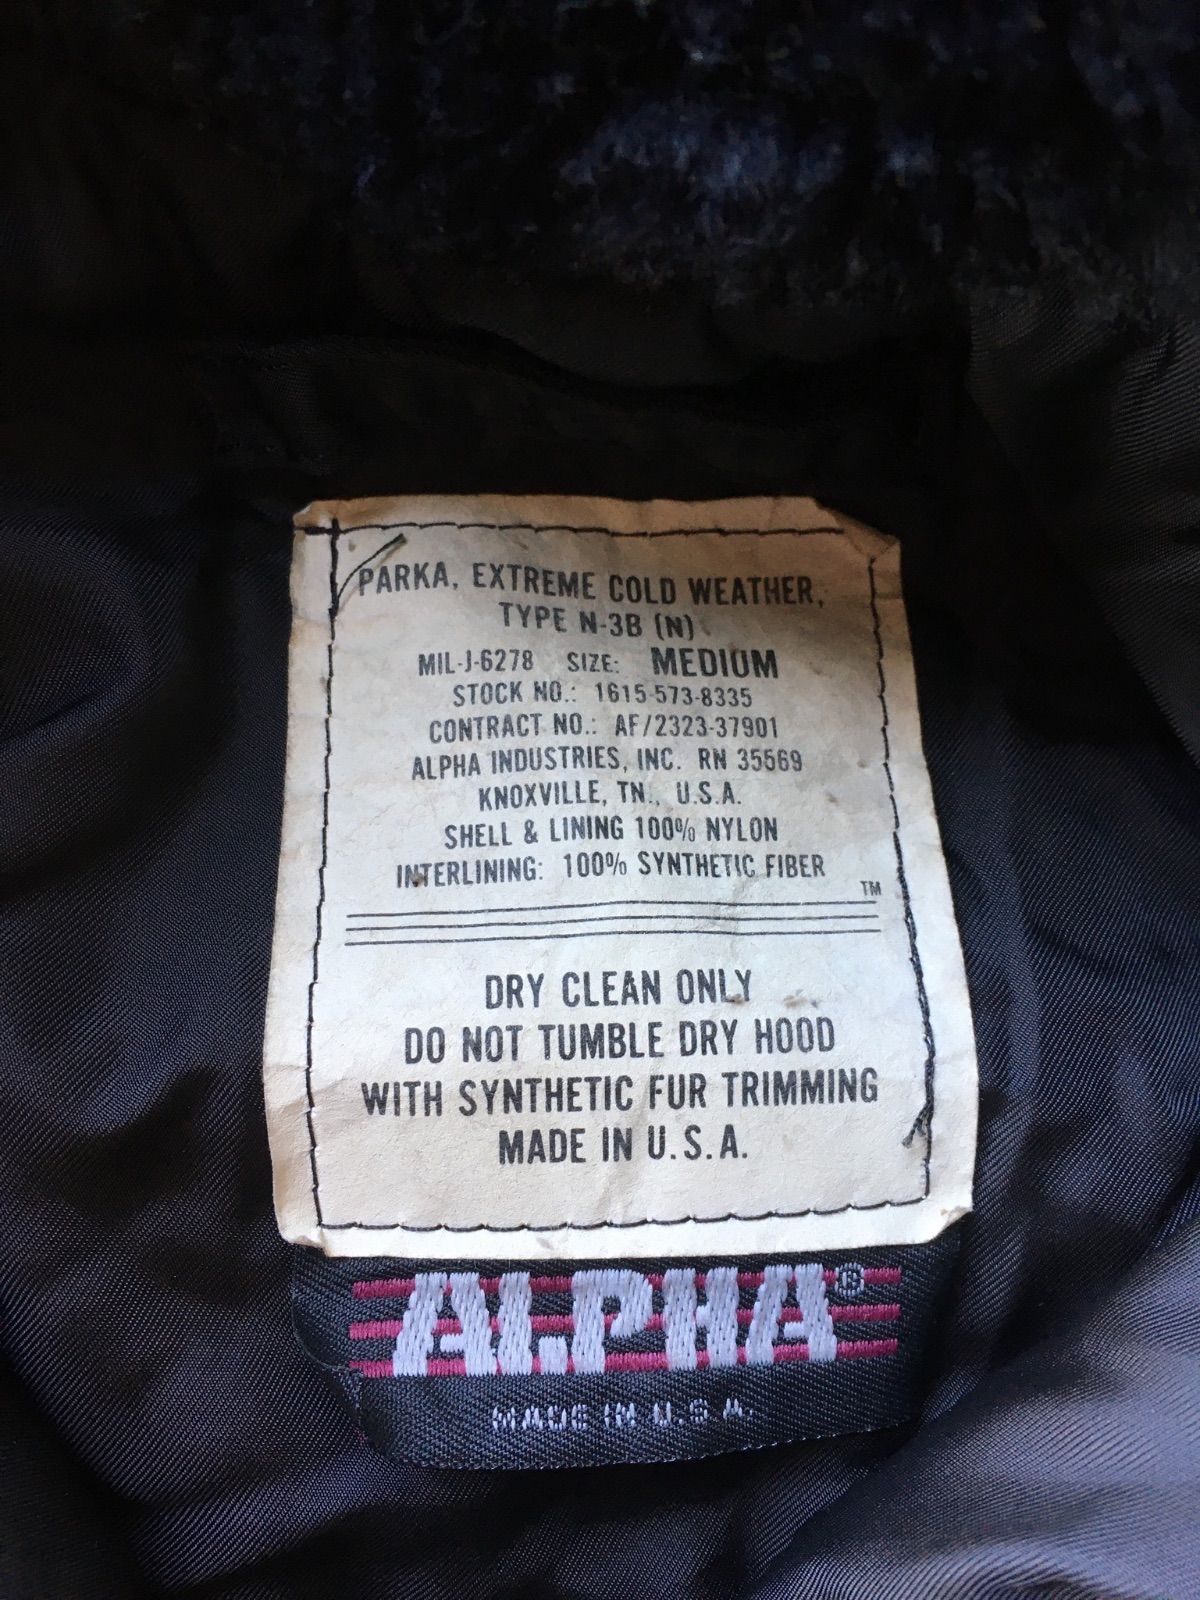 PARKA, EXTREME COLD WEATHER,
TYPE N-3B (N)
MIL-J-6278 SIZE: MEDIUM
STOCK NO.: 1615-573-8335
CONTRACT NO.: AF/2323-37901
ALPHA INDUSTRIES, INC. RN 35569
KNOXVILLE, TN., U.S.A.
SHELL & LINING 100% NYLON
INTERLINING: 100% SYNTHETIC FIBER
TM
DRY CLEAN ONLY
DO NOT TUMBLE DRY HOOD
WITH SYNTHETIC FUR TRIMMING
MADE IN U.S.A.
ALPHA®
MADE IN U.S.A.